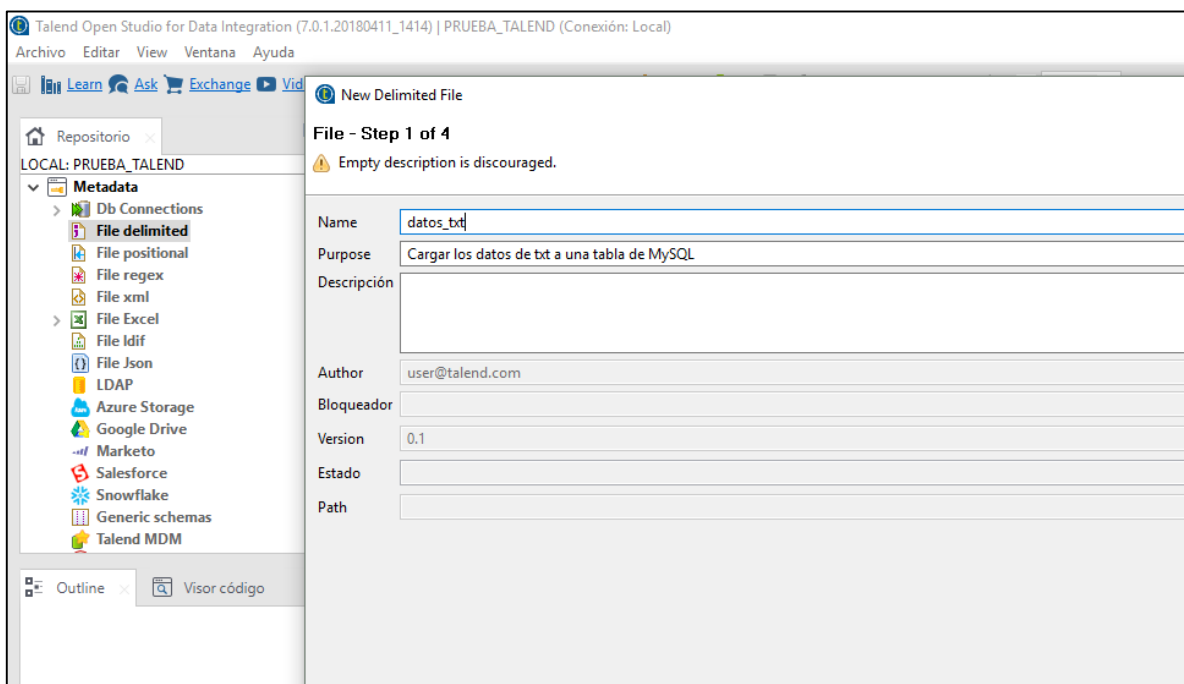 Talend Open Studio for Data Integration (7.0.1.20180411_1414) | PRUEBA_TALEND (Conexión: Local)
Archivo Editar View Ventana Ayuda
Learn Ask Exchange Vid
New Delimited File
File - Step 1 of 4
Empty description is discouraged.
Repositorio
LOCAL: PRUEBA_TALEND
Metadata
Db Connections
File delimited
File positional
File regex
File xml
File Excel
File ldif
File Json
LDAP
Azure Storage
Google Drive
Marketo
Salesforce
Snowflake
Generic schemas
Talend MDM
Name datos_txt
Purpose Cargar los datos de txt a una tabla de MySQL
Descripción
Author user@talend.com
Bloqueador
Version 0.1
Estado
Path
Outline Visor código